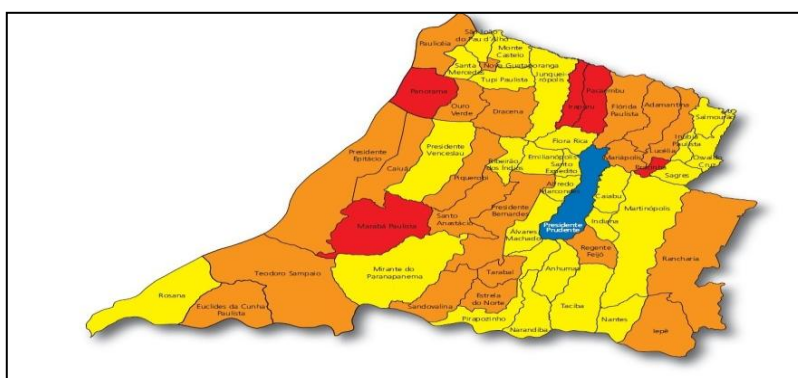 Paulicéia
São João
do Pau d'Alho
Monte
Castelo
Santa
Mercedes
Nova Guataporanga
Tupi Paulista
Junquei-
rópolis
Panorama
Ouro
Verde
Dracena
Irapuru
Pacaembu
Flórida
Paulista
Adamantina
Salmourão
Inúbia
Paulista
Lucélia
Osvaldo
Cruz
Mariápolis
Sagres
Presidente
Epitácio
Caiuá
Presidente
Venceslau
Piquerobi
Ribeirão
dos Índios
Flora Rica
Emilianópolis
Santo
Expedito
Alfredo
Marcondes
Caiabu
Martinópolis
Indiana
Presidente
Prudente
Presidente
Bernardes
Santo
Anastácio
Marabá Paulista
Álvares
Machado
Regente
Feijó
Rancharia
Teodoro Sampaio
Mirante do
Paranapanema
Tarabai
Anhumas
Rosana
Euclides da Cunha
Paulista
Sandovalina
Estrela
do Norte
Pirapozinho
Narandiba
Taciba
Nantes
Iepê